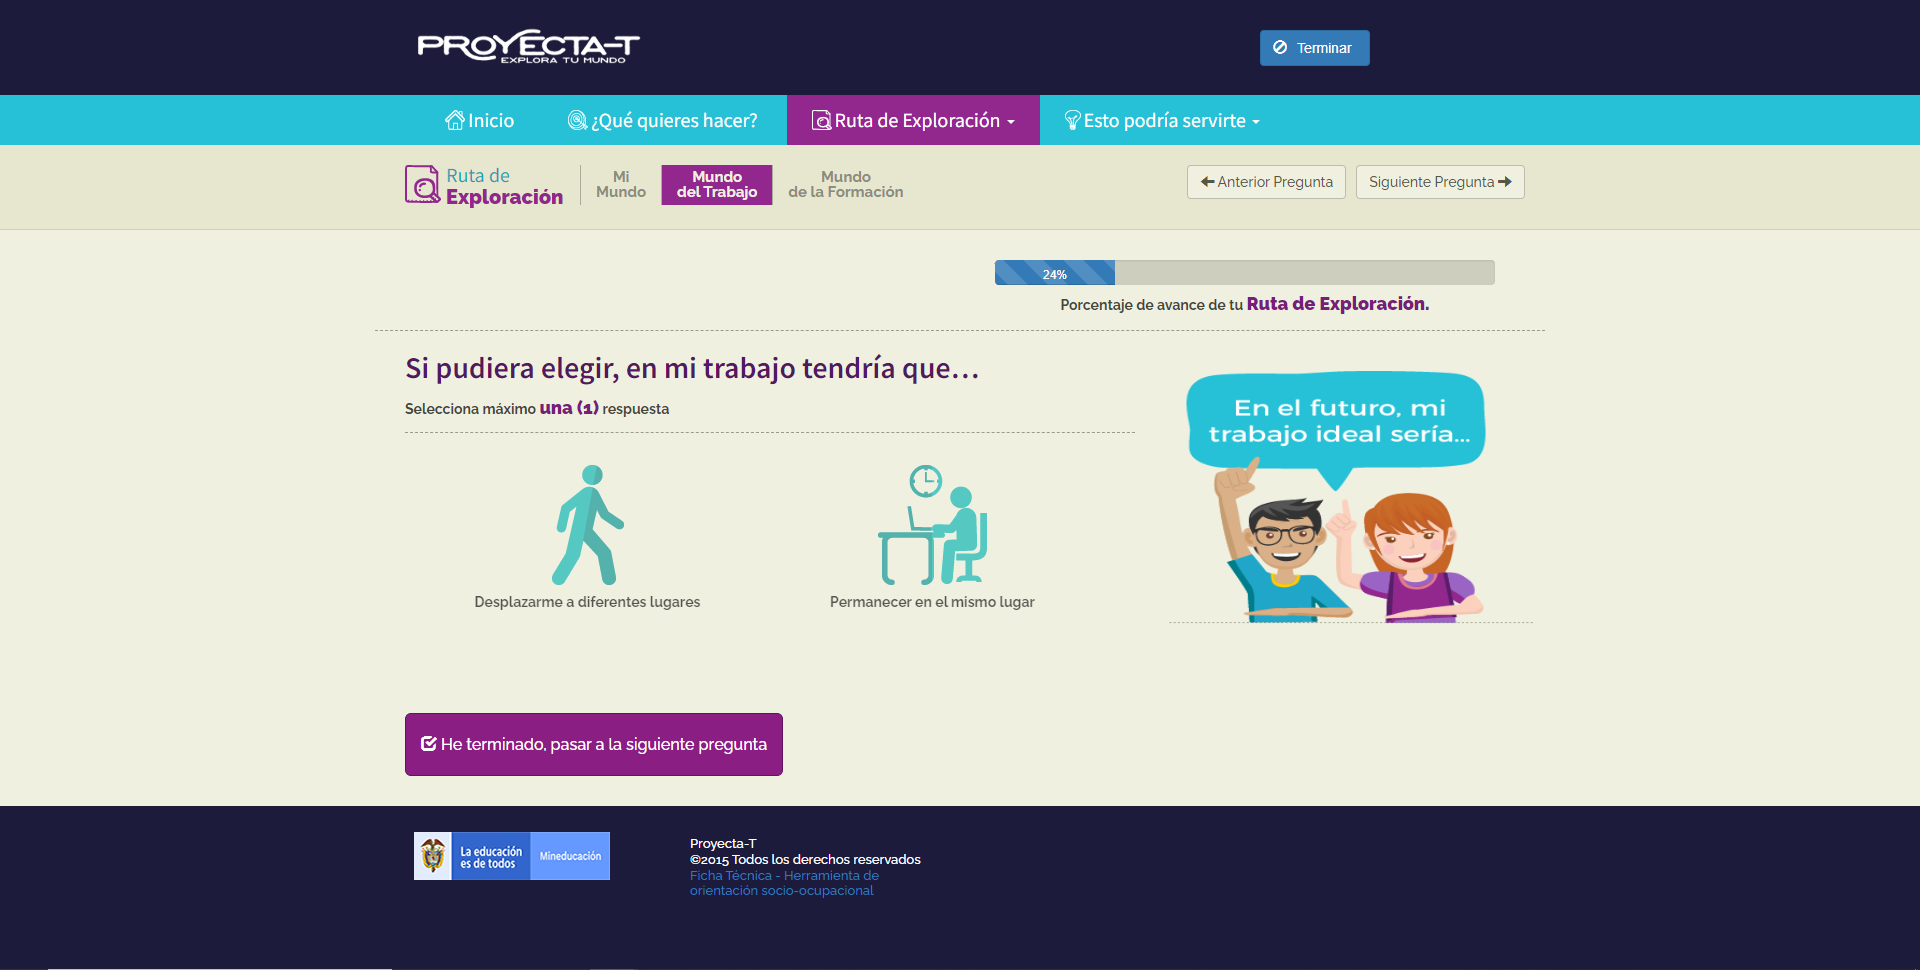 PROYECTA-T
EXPLORA TU MUNDO
Terminar
Inicio
¿Qué quieres hacer?
Ruta de Exploración
Esto podría servirte
Ruta de
Exploración
Mi
Mundo
Mundo
del Trabajo
Mundo
de la Formación
Anterior Pregunta
Siguiente Pregunta
24%
Porcentaje de avance de tu Ruta de Exploración.
Si pudiera elegir, en mi trabajo tendría que...
Selecciona máximo una (1) respuesta
En el futuro, mi
trabajo ideal sería...
Desplazarme a diferentes lugares
Permanecer en el mismo lugar
He terminado, pasar a la siguiente pregunta
La educación
es de todos
Mineducación
Proyecta-T
©2015 Todos los derechos reservados
Ficha Técnica - Herramienta de
orientación socio-ocupacional